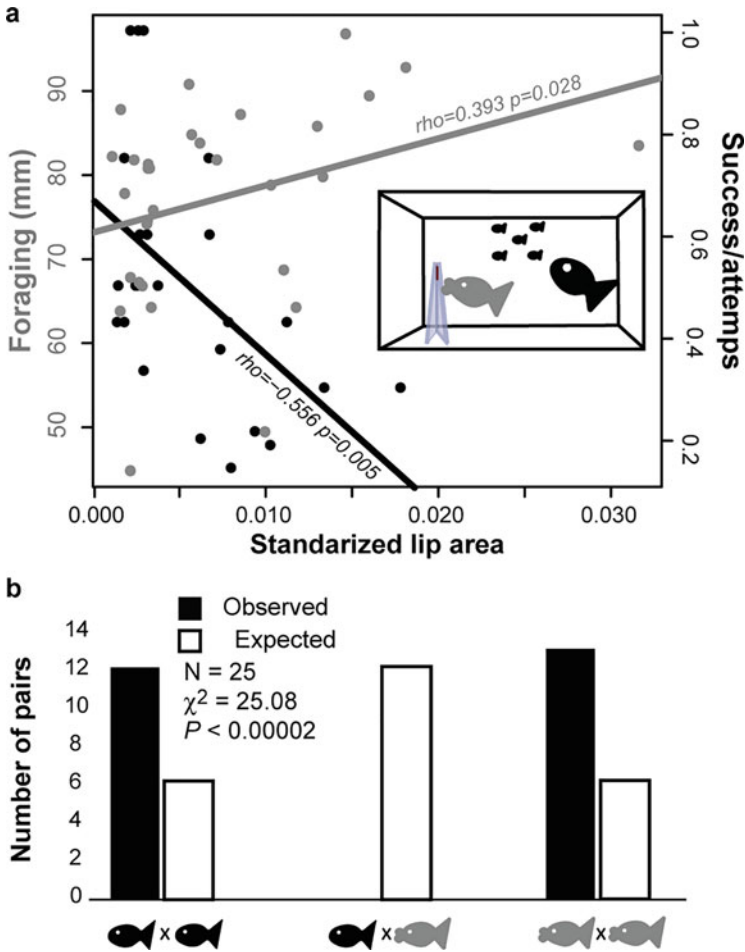 a
Foraging (mm)
90
80
70
60
50
rho=0.393 p=0.028
rho=−0.556 p=0.005
1.0
0.8
0.6
0.4
0.2
Success/attemps
0.000 0.010 0.020 0.030
Standarized lip area
b
Number of pairs
14
12
10
8
6
4
2
0
Observed
Expected
N = 25
χ² = 25.08
P < 0.00002
x x x